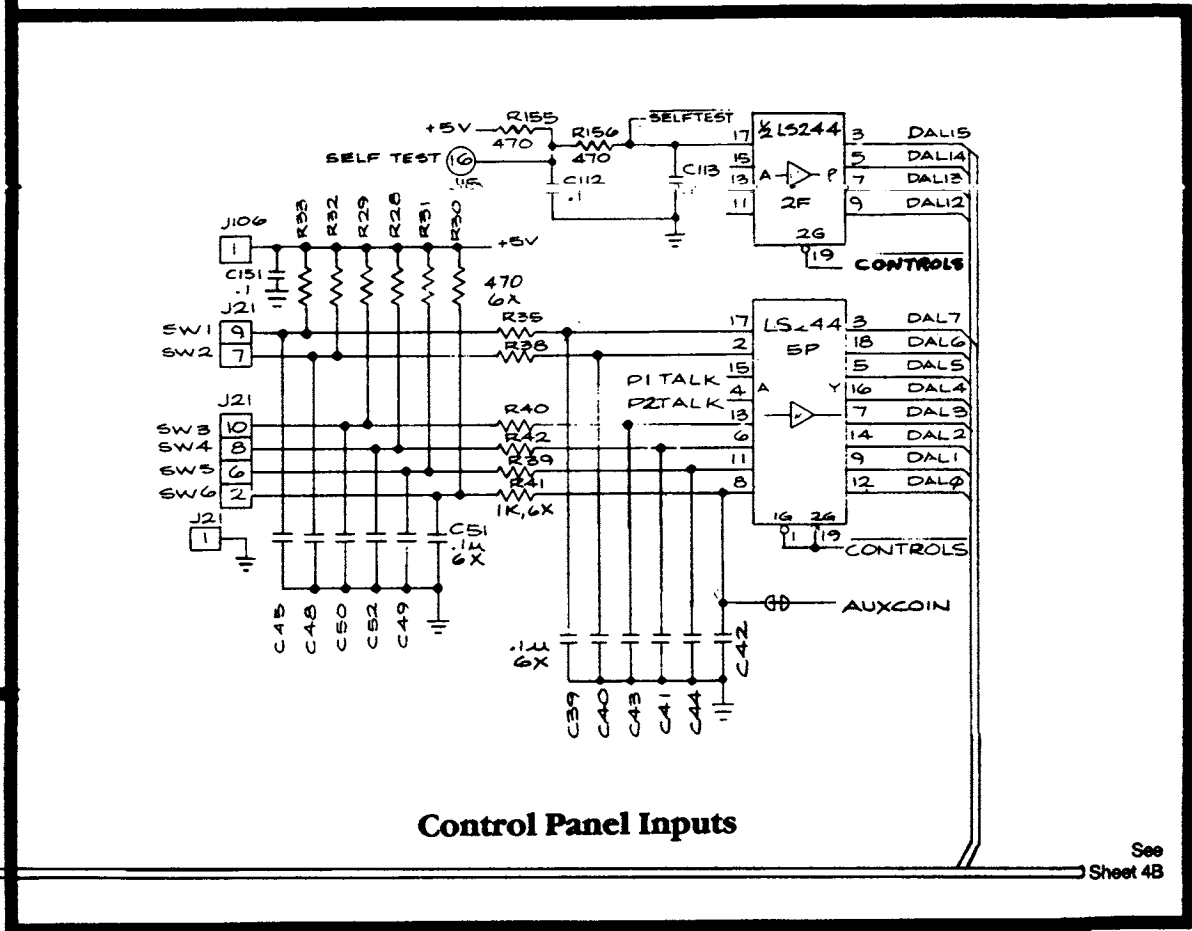 R155
+5V
470
R156
470
SELFTEST
SELF TEST
16
C112
.1
C113
½ LS244
17
15
13
11
A
P
2F
2G
19
3
5
7
9
DAL15
DAL14
DAL13
DAL12
CONTROLS
R33
R32
R29
R28
R31
R30
J106
1
+5V
C151
.1
470
6X
J21
SW1
9
SW2
7
R35
R38
J21
SW3
10
SW4
8
SW5
6
SW6
2
J21
1
R40
R42
R39
R41
1K,6X
P1 TALK
P2TALK
17
2
15
4
13
6
11
8
LS244
5P
A
Y
1G
2G
1
19
3
18
5
16
7
14
9
12
DAL7
DAL6
DAL5
DAL4
DAL3
DAL2
DAL1
DALØ
CONTROLS
C51
.1µ
6X
AUXCOIN
C45
C48
C50
C52
C49
.1µ
6X
C42
C39
C40
C43
C41
C44
Control Panel Inputs
See
Sheet 4B